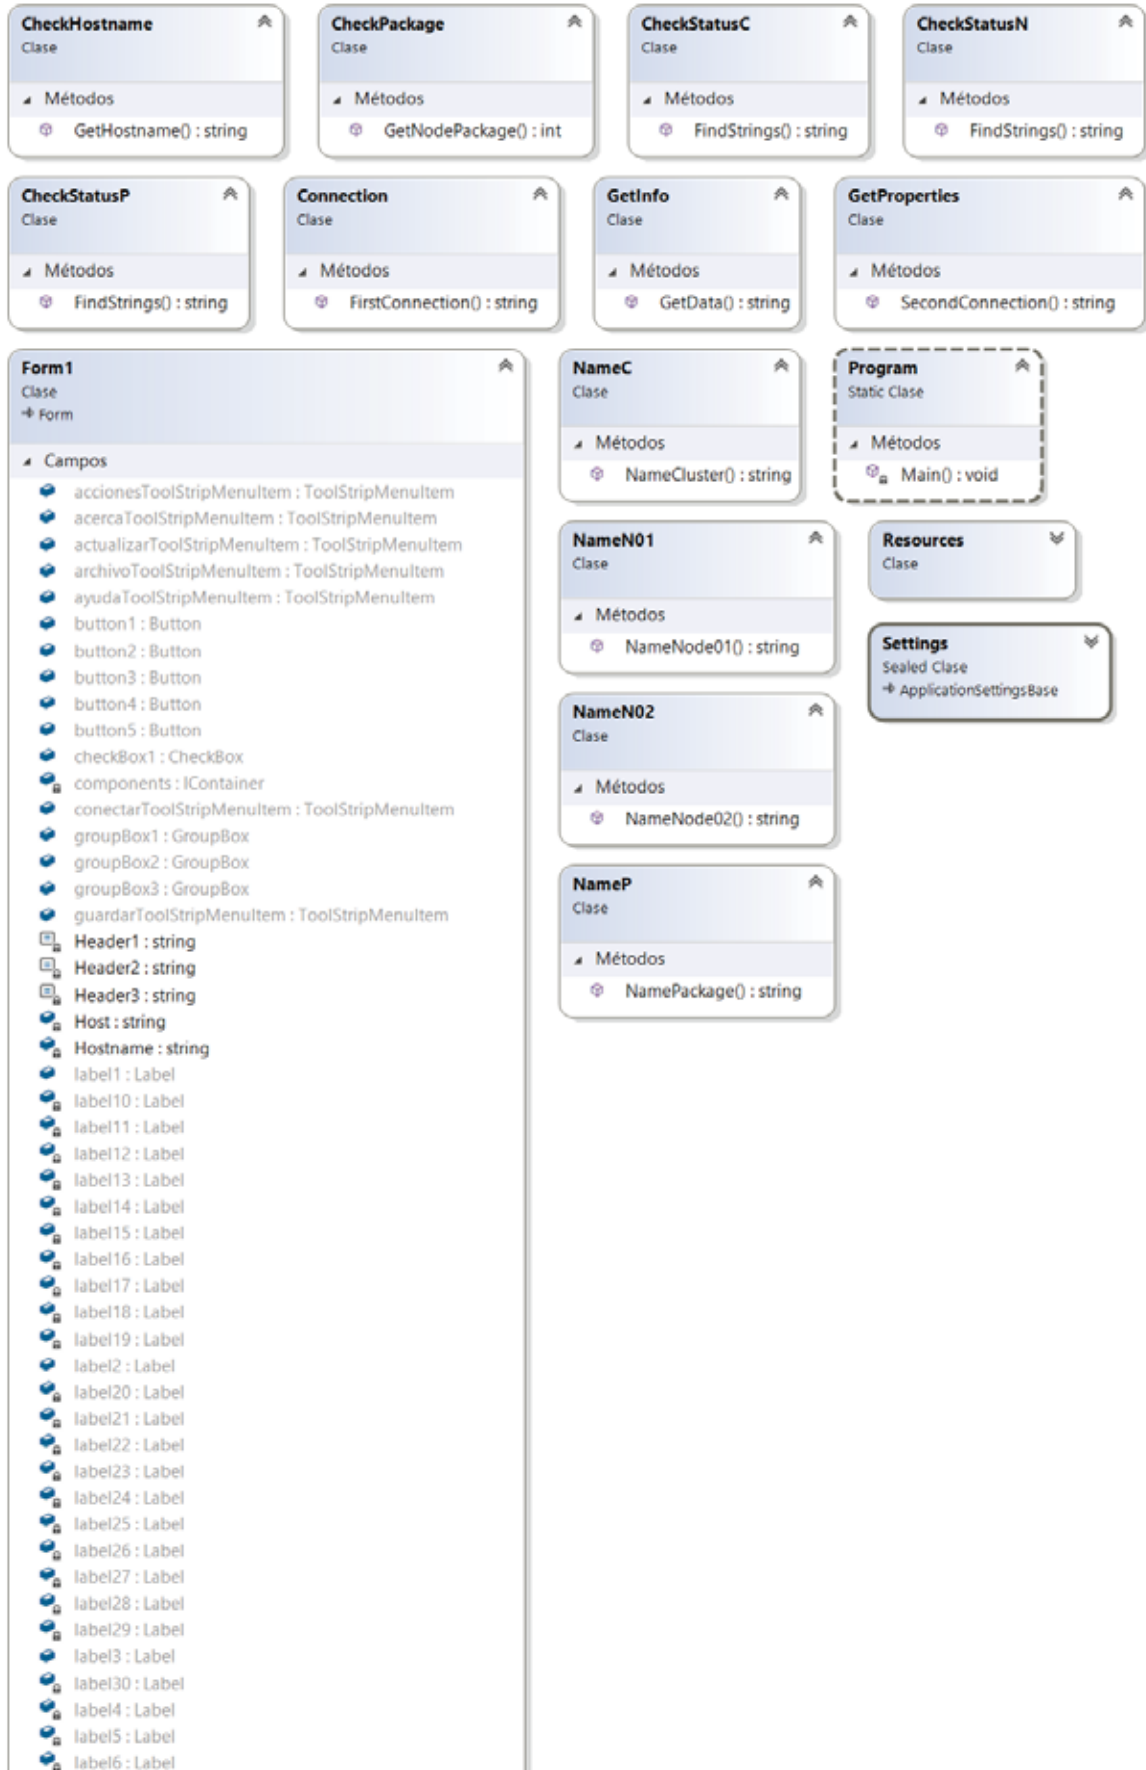 CheckHostname
Clase
Métodos
GetHostname() : string
CheckPackage
Clase
Métodos
GetNodePackage() : int
CheckStatusC
Clase
Métodos
FindStrings() : string
CheckStatusN
Clase
Métodos
FindStrings() : string
CheckStatusP
Clase
Métodos
FindStrings() : string
Connection
Clase
Métodos
FirstConnection() : string
GetInfo
Clase
Métodos
GetData() : string
GetProperties
Clase
Métodos
SecondConnection() : string
Form1
Clase
Form
Campos
accionesToolStripMenuItem : ToolStripMenuItem
acercaToolStripMenuItem : ToolStripMenuItem
actualizarToolStripMenuItem : ToolStripMenuItem
archivoToolStripMenuItem : ToolStripMenuItem
ayudaToolStripMenuItem : ToolStripMenuItem
button1 : Button
button2 : Button
button3 : Button
button4 : Button
button5 : Button
checkBox1 : CheckBox
components : IContainer
conectarToolStripMenuItem : ToolStripMenuItem
groupBox1 : GroupBox
groupBox2 : GroupBox
groupBox3 : GroupBox
guardarToolStripMenuItem : ToolStripMenuItem
Header1 : string
Header2 : string
Header3 : string
Host : string
Hostname : string
label1 : Label
label10 : Label
label11 : Label
label12 : Label
label13 : Label
label14 : Label
label15 : Label
label16 : Label
label17 : Label
label18 : Label
label19 : Label
label2 : Label
label20 : Label
label21 : Label
label22 : Label
label23 : Label
label24 : Label
label25 : Label
label26 : Label
label27 : Label
label28 : Label
label29 : Label
label3 : Label
label30 : Label
label4 : Label
label5 : Label
label6 : Label
NameC
Clase
Métodos
NameCluster() : string
Program
Static Clase
Métodos
Main() : void
NameN01
Clase
Métodos
NameNode01() : string
Resources
Clase
Settings
Sealed Clase
ApplicationSettingsBase
NameN02
Clase
Métodos
NameNode02() : string
NameP
Clase
Métodos
NamePackage() : string